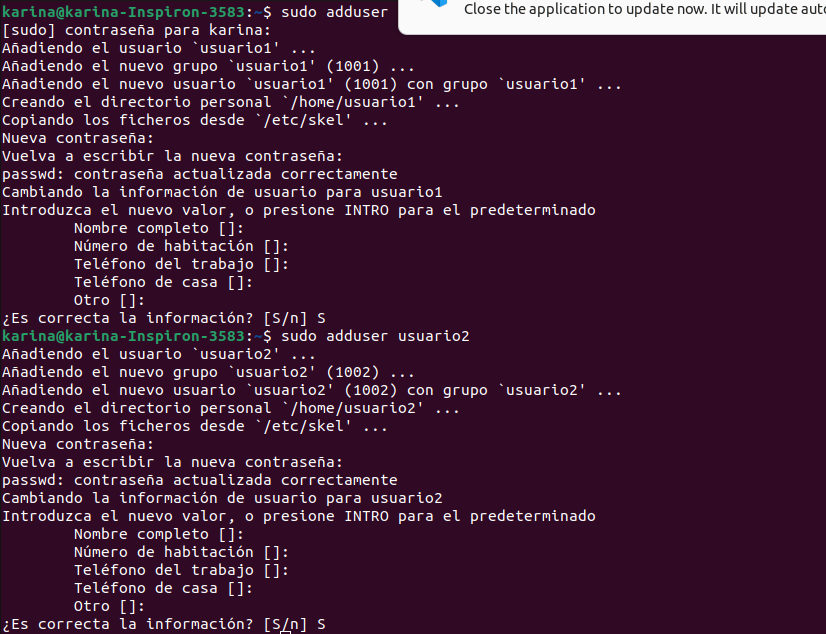 karina@karina-Inspiron-3583:~$ sudo adduser
Close the application to update now. It will update
[sudo] contraseña para karina:
Añadiendo el usuario `usuario1' ...
Añadiendo el nuevo grupo `usuario1' (1001) ...
Añadiendo el nuevo usuario `usuario1' (1001) con grupo `usuario1' ...
Creando el directorio personal `/home/usuario1' ...
Copiando los ficheros desde `/etc/skel' ...
Nueva contraseña:
Vuelva a escribir la nueva contraseña:
passwd: contraseña actualizada correctamente
Cambiando la información de usuario para usuario1
Introduzca el nuevo valor, o presione INTRO para el predeterminado
Nombre completo []:
Número de habitación []:
Teléfono del trabajo []:
Teléfono de casa []:
Otro []:
¿Es correcta la información? [S/n] S
karina@karina-Inspiron-3583:~$ sudo adduser usuario2
Añadiendo el usuario `usuario2' ...
Añadiendo el nuevo grupo `usuario2' (1002) ...
Añadiendo el nuevo usuario `usuario2' (1002) con grupo `usuario2' ...
Creando el directorio personal `/home/usuario2' ...
Copiando los ficheros desde `/etc/skel' ...
Nueva contraseña:
Vuelva a escribir la nueva contraseña:
passwd: contraseña actualizada correctamente
Cambiando la información de usuario para usuario2
Introduzca el nuevo valor, o presione INTRO para el predeterminado
Nombre completo []:
Número de habitación []:
Teléfono del trabajo []:
Teléfono de casa []:
Otro []:
¿Es correcta la información? [S/n] S